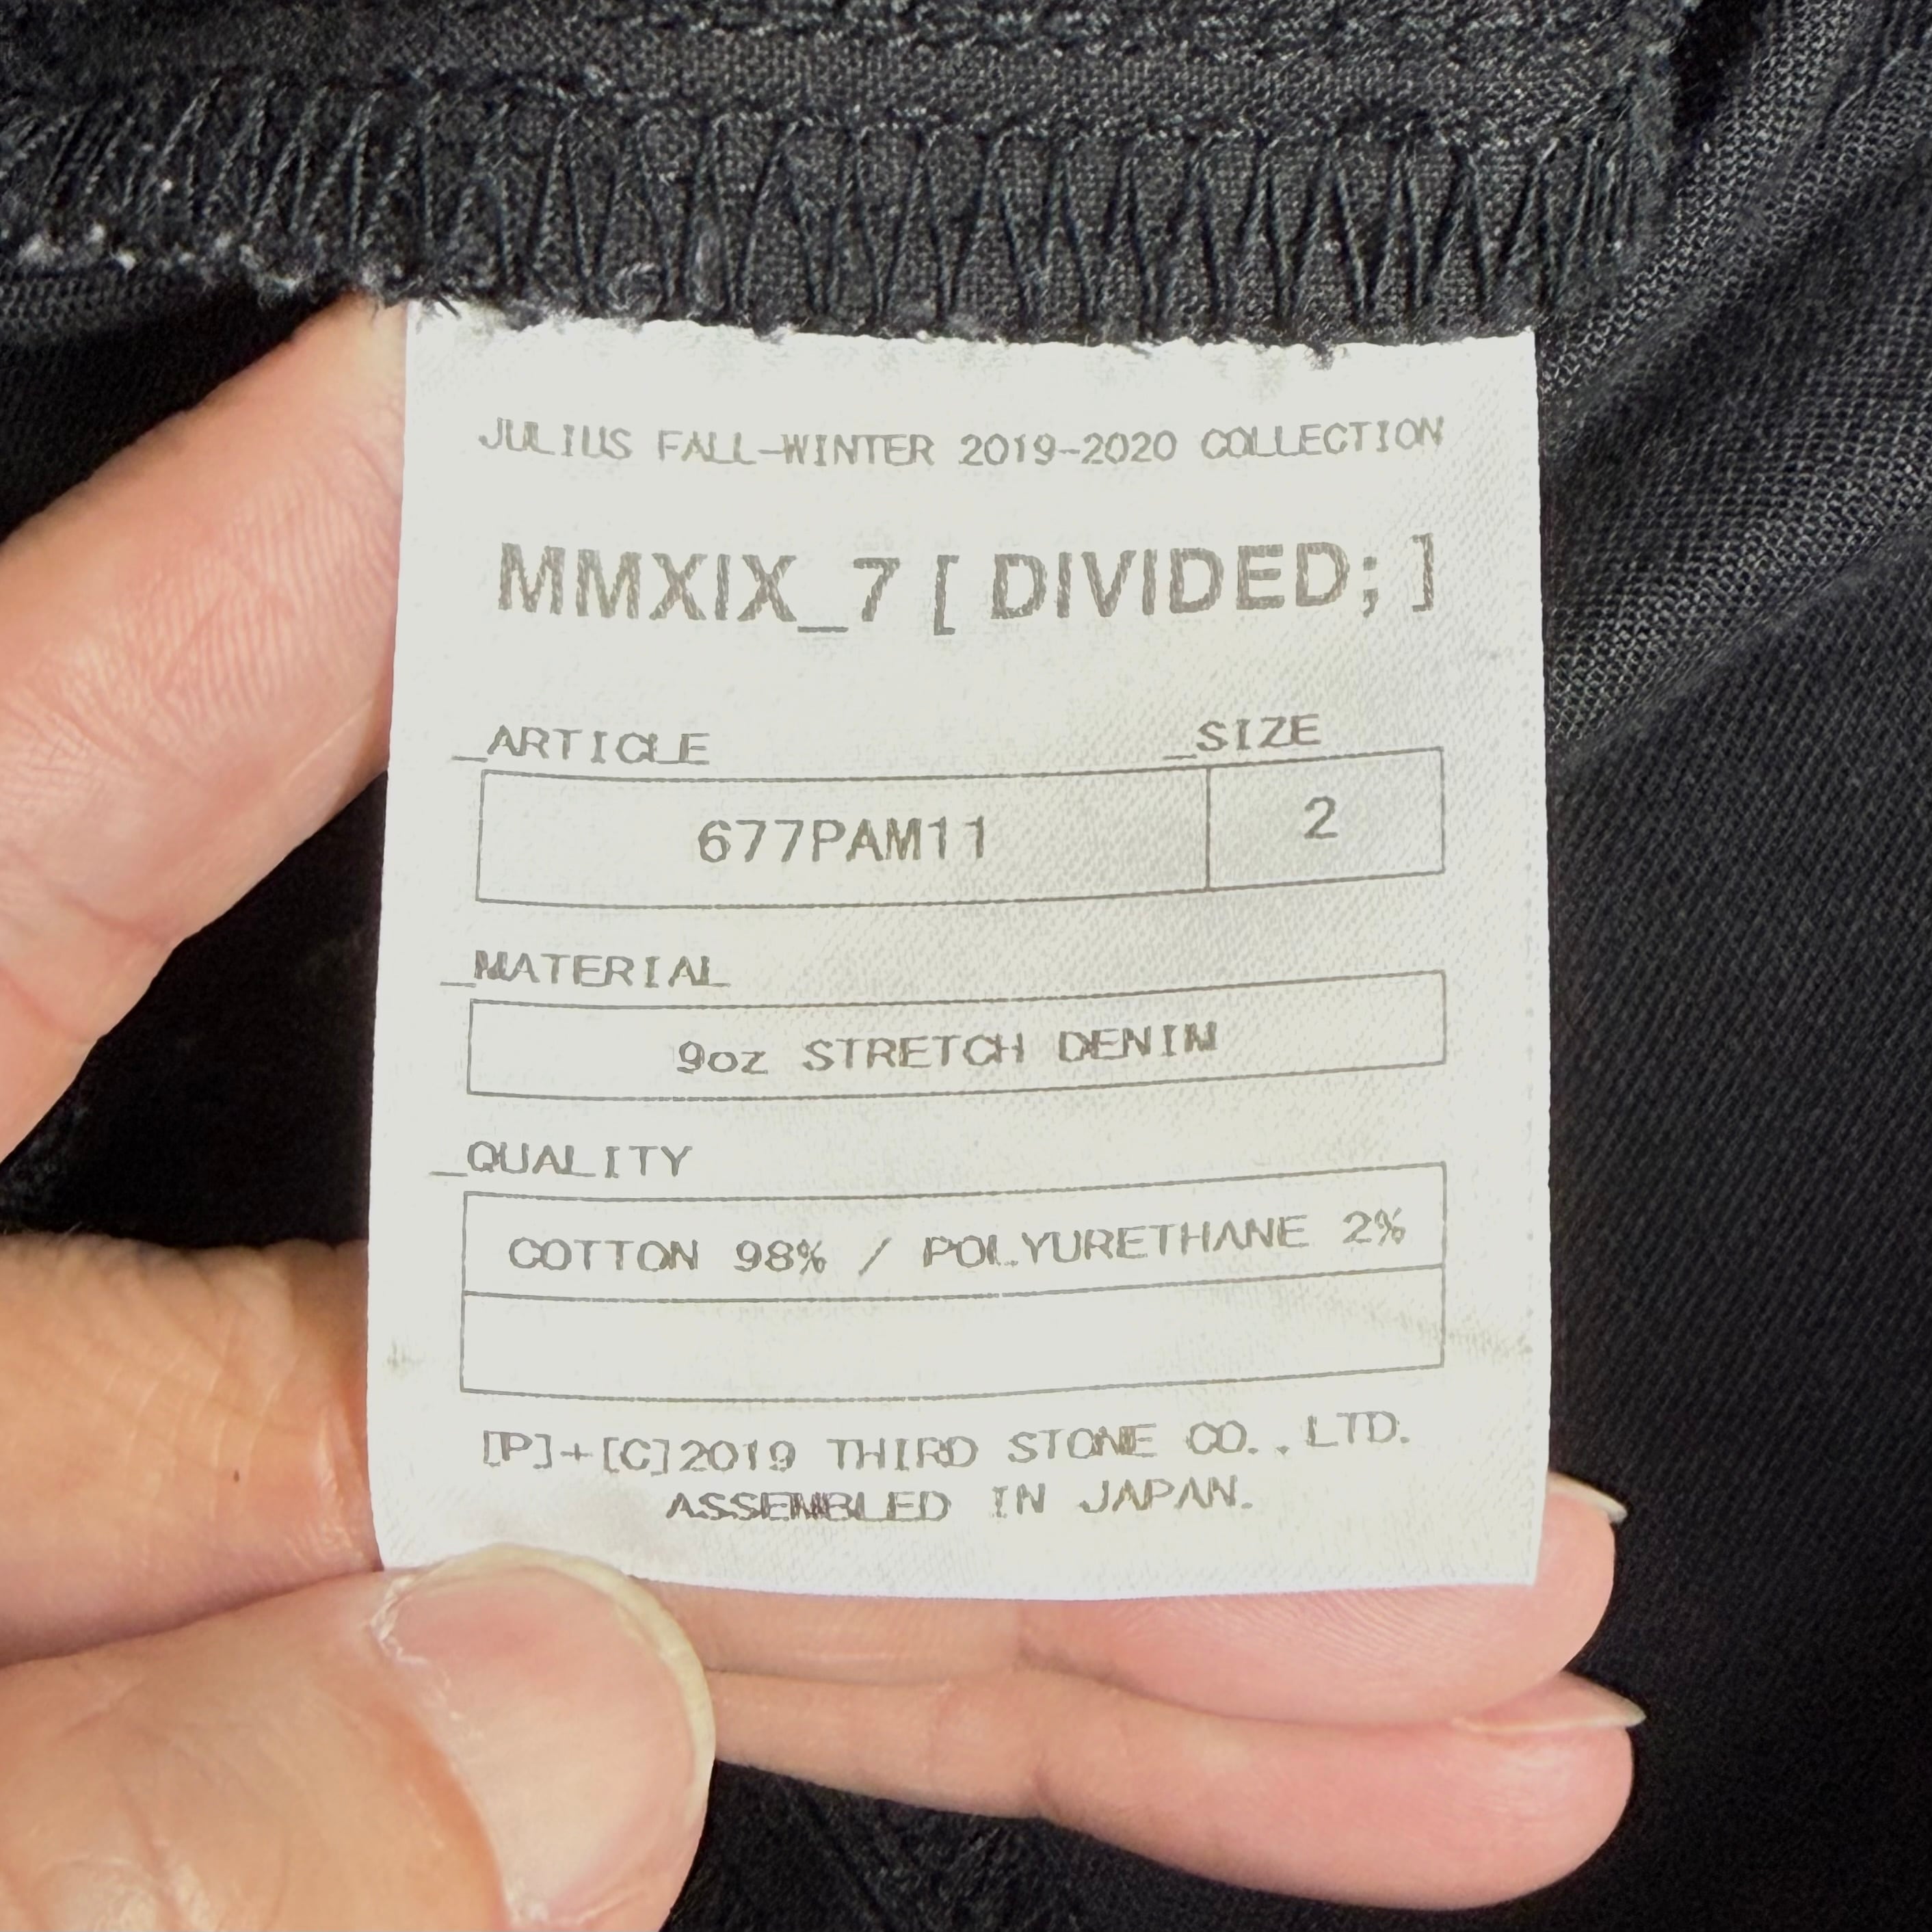 JULIUS FALL-WINTER 2019-2020 COLLECTION
MMXIX_7 [ DIVIDED; ]
_ARTICLE _SIZE
677PAM11 2
_MATERIAL
9oz STRETCH DENIM
_QUALITY
COTTON 98% / POLYURETHANE 2%
[P]+[C]2019 THIRD STONE CO.,LTD.
ASSEMBLED IN JAPAN.